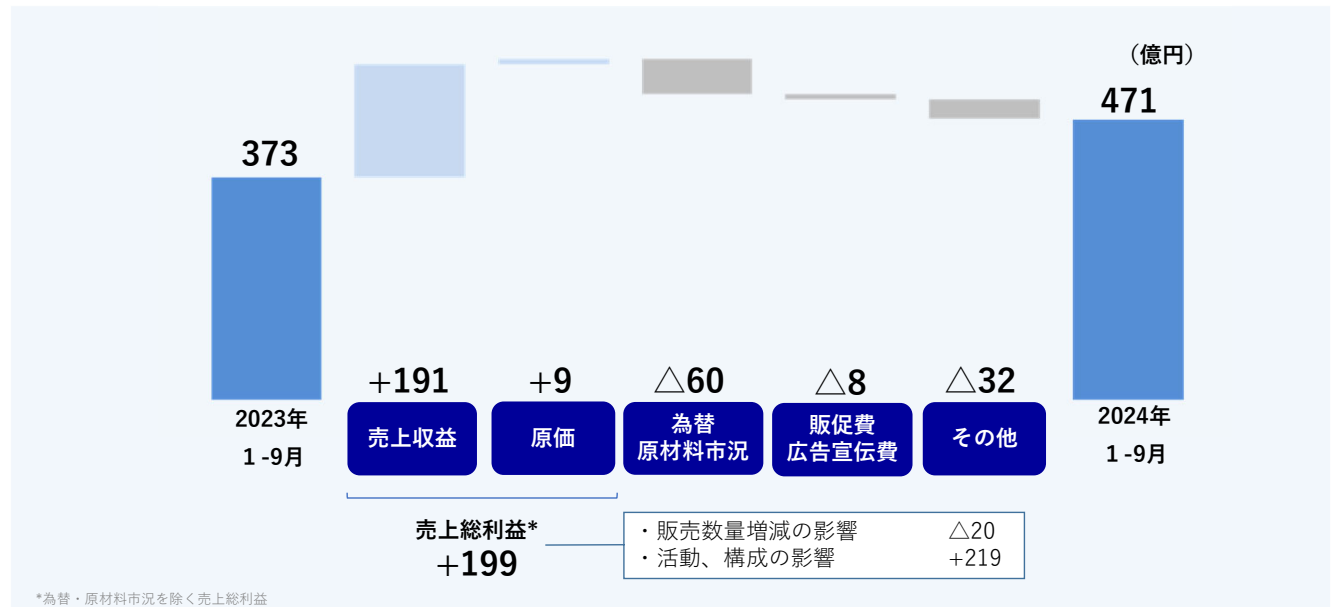 （億円）
373
471
+191
+9
△60
△8
△32
2023年
1 -9月
売上収益
原価
為替
原材料市況
販促費
広告宣伝費
その他
2024年
1 -9月
売上総利益*
+199
・販売数量増減の影響 △20
・活動、構成の影響 +219
*為替・原材料市況を除く売上総利益